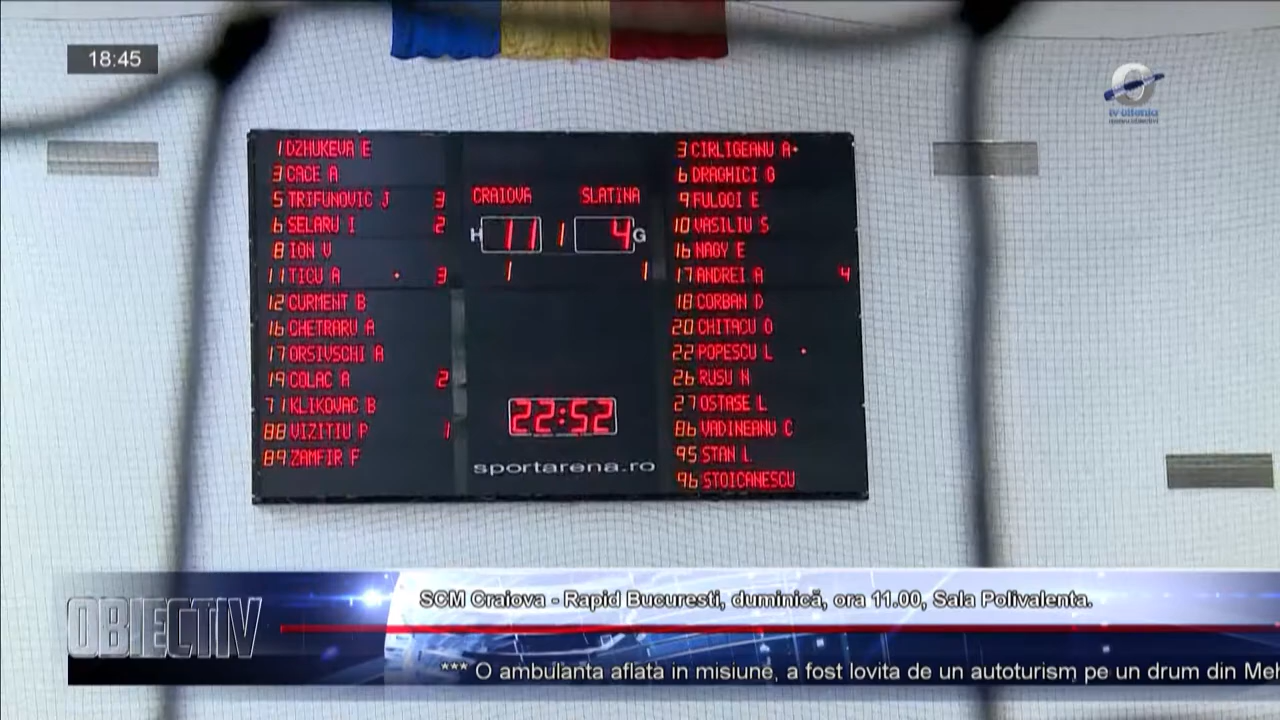 18:45
tv oltenia
1 DZHUKEVA E
3 CACE A
5 TRIFUNOVIC J 3
6 SELARU I 2
8 ION V
11 TICU A 3
12 CURMENT B
16 CHETRARU A
17 ORSIVSCHI A
19 COLAC A 2
71 KLIKOVAC B
88 VIZITIU P 1
89 ZAMFIR F
CRAIOVA SLATINA
H 11 1 4 G
1 1
22:52
sportarena.ro
3 CIRLIGEANU A
6 DRAGHICI O
9 FULOCI E
10 VASILIU S
16 NAGY E
17 ANDREI A 4
18 CORBAN D
20 CHITACU O
22 POPESCU L
26 RUSU N
27 OSTASE L
86 VADINEANU C
95 STAN L
96 STOICANESCU
OBIECTIV
SCM Craiova - Rapid Bucuresti, duminică, ora 11.00, Sala Polivalenta.
*** O ambulanta aflata in misiune, a fost lovita de un autoturism pe un drum din Meh